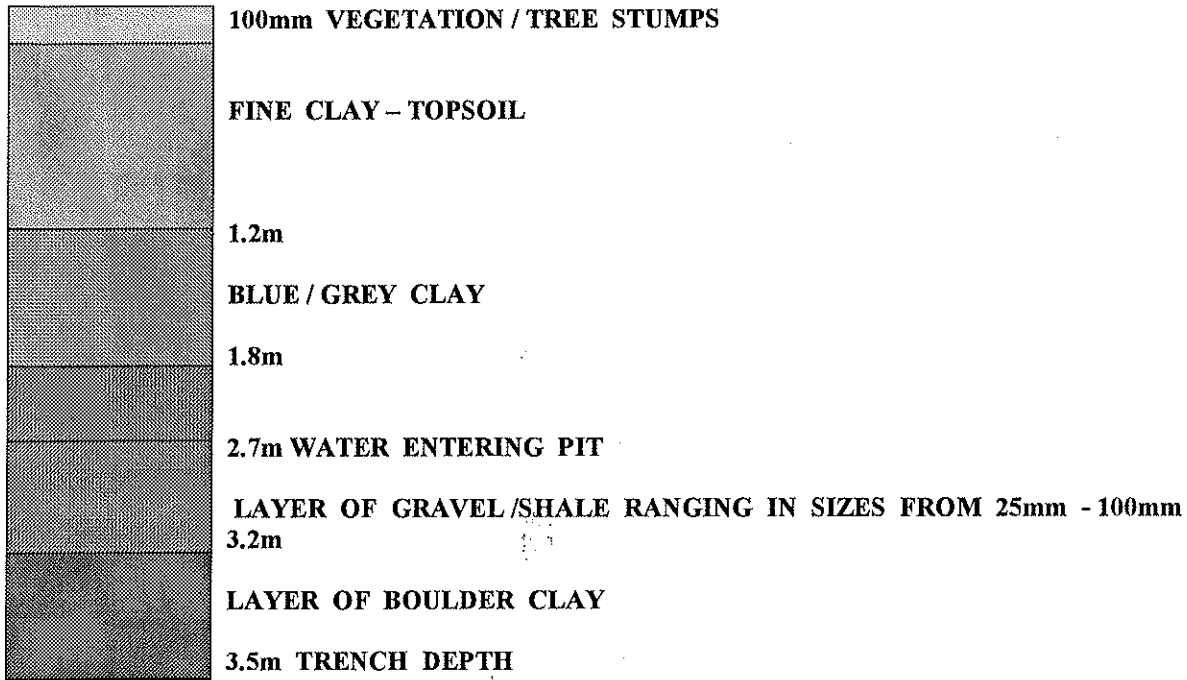 100mm VEGETATION / TREE STUMPS
FINE CLAY – TOPSOIL
1.2m
BLUE / GREY CLAY
1.8m
2.7m WATER ENTERING PIT
LAYER OF GRAVEL /SHALE RANGING IN SIZES FROM 25mm - 100mm
3.2m
LAYER OF BOULDER CLAY
3.5m TRENCH DEPTH